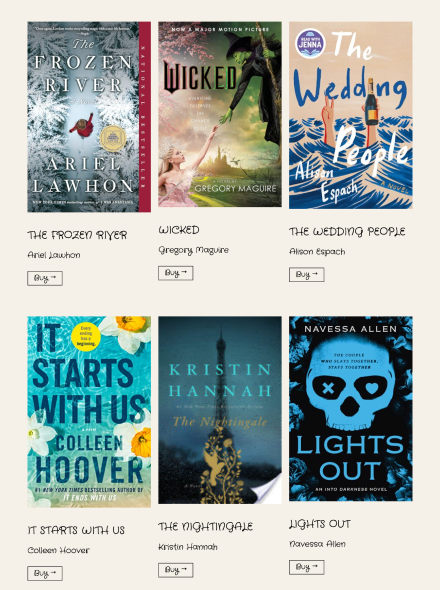 The
FROZEN
RIVER
A Novel
NATIONAL BESTSELLER
ARIEL
LAWHON
NOW A MAJOR MOTION PICTURE
WICKED
EVERYONE
DESERVES
THE
CHANCE
GREGORY MAGUIRE
READ WITH
JENNA
The
Wedding
People
Alison
Espach
A NOVEL
THE FROZEN RIVER
Ariel Lawhon
Buy →
WICKED
Gregory Maguire
Buy →
THE WEDDING PEOPLE
Alison Espach
Buy →
IT
STARTS
WITH US
Every
ending
has a
beginning.
A NOVEL
COLLEEN
HOOVER
#1 NEW YORK TIMES BESTSELLING AUTHOR OF
IT ENDS WITH US
KRISTIN
HANNAH
The Nightingale
NAVESSA ALLEN
THE COUPLE
WHO SLAYS TOGETHER,
STAYS TOGETHER
LIGHTS
OUT
AN INTO DARKNESS NOVEL
IT STARTS WITH US
Colleen Hoover
Buy →
THE NIGHTINGALE
Kristin Hannah
Buy →
LIGHTS OUT
Navessa Allen
Buy →